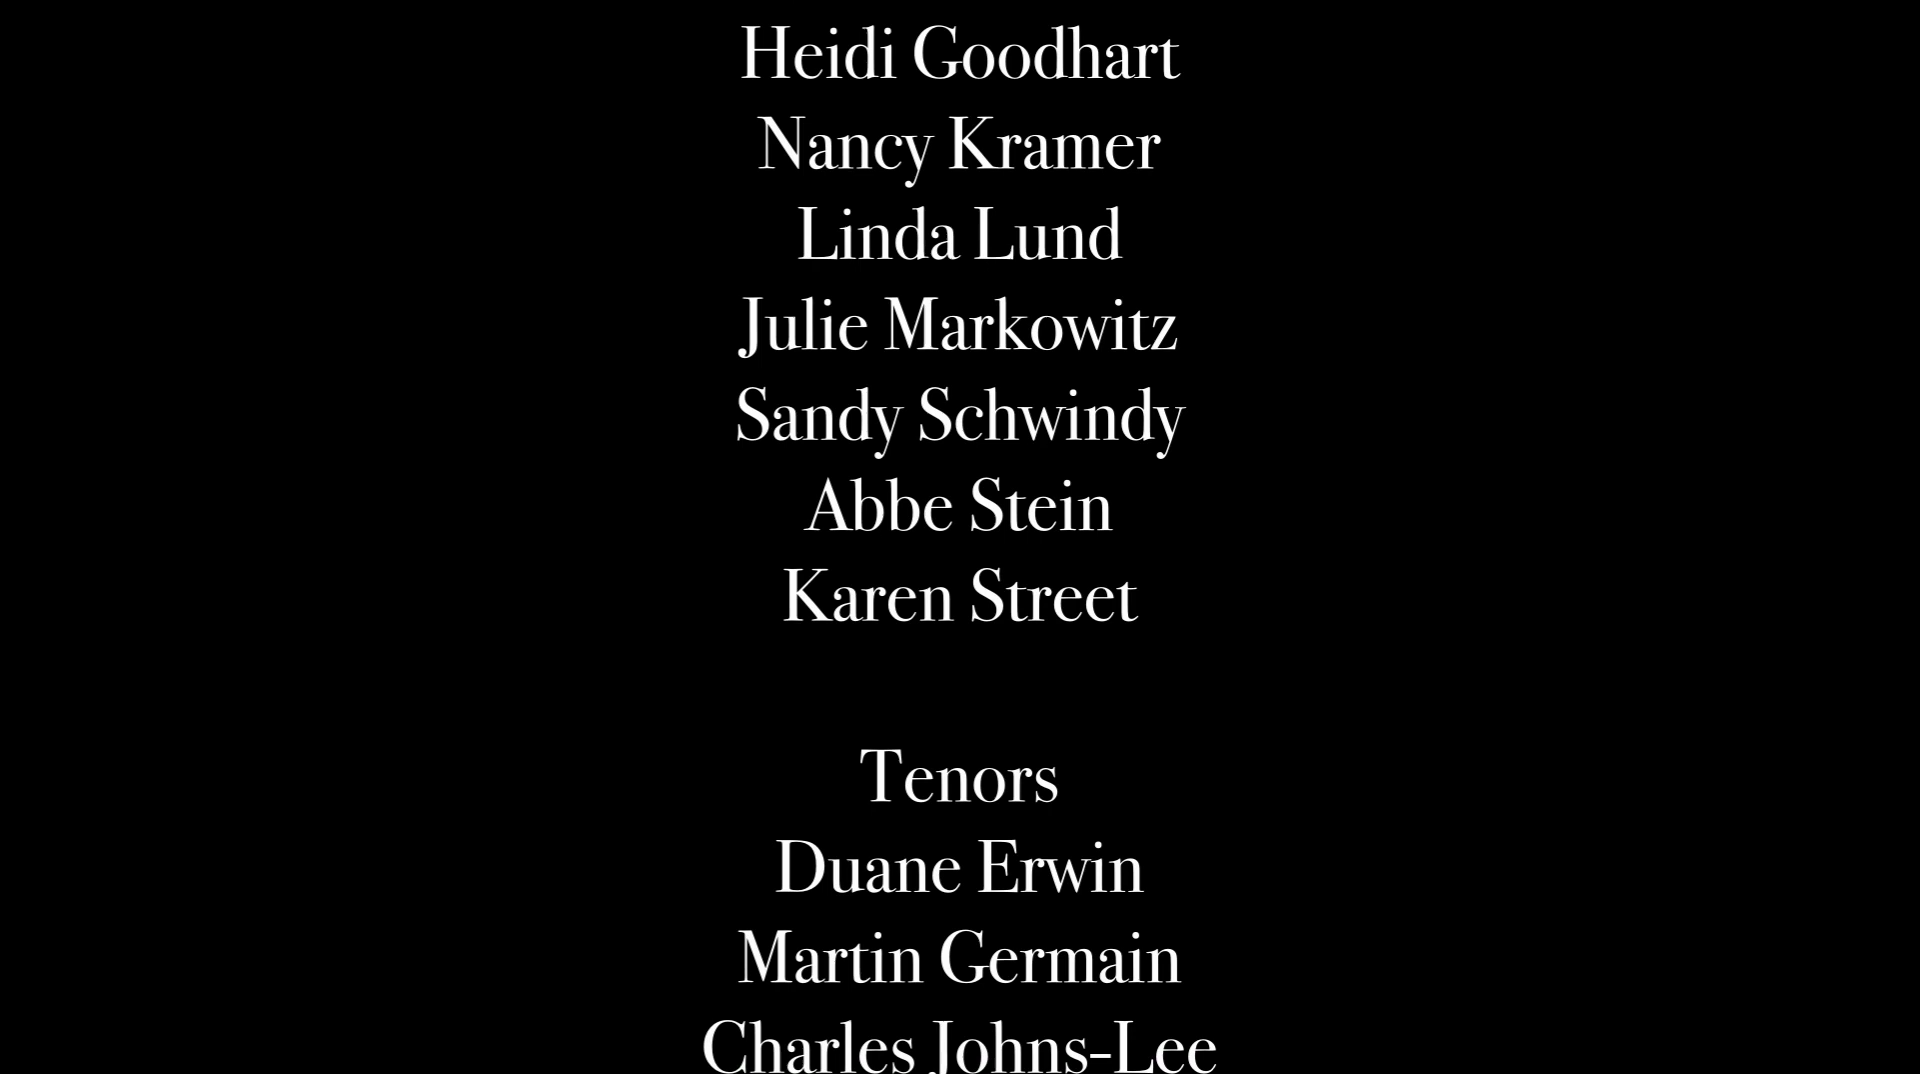 Heidi Goodhart
Nancy Kramer
Linda Lund
Julie Markowitz
Sandy Schwindy
Abbe Stein
Karen Street
Tenors
Duane Erwin
Martin Germain
Charles Johns-Lee